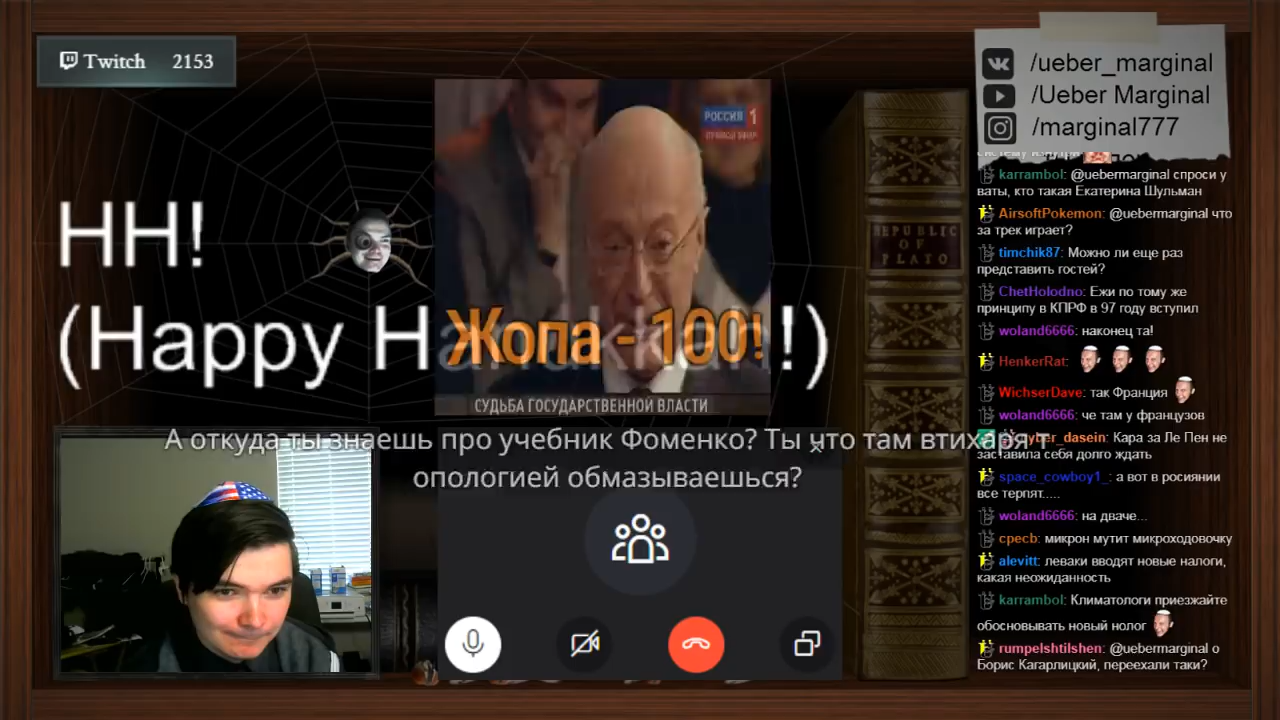 Twitch 2153
HH!
(Happy Hanukkah!)
РОССИЯ 1
ПРЯМОЙ ЭФИР
Жопа - 100!
СУДЬБА ГОСУДАРСТВЕННОЙ ВЛАСТИ
А откуда ты знаешь про учебник Фоменко? Ты что там втихаря т
опологией обмазываешься?
REPUBLIC
OF
PLATO
/ueber_marginal
/Ueber Marginal
/marginal777
karrambol: @uebermarginal спроси у
ваты, кто такая Екатерина Шульман
AirsoftPokemon: @uebermarginal что
за трек играет?
timchik87: Можно ли еще раз
представить гостей?
ChetHolodno: Ежи по тому же
принципу в КПРФ в 97 году вступил
woland6666: наконец та!
HenkerRat:
WichserDave: так Франция
woland6666: че там у французов
yber_dasein: Кара за Ле Пен не
заставила себя долго ждать
space_cowboy1_: а вот в росиянии
все терпят.....
woland6666: на дваче...
cpecb: микрон мутит микроходовочку
alevitt: леваки вводят новые налоги,
какая неожиданность
karrambol: Климатологи приезжайте
обосновывать новый нолог
rumpelshtilshen: @uebermarginal о
Борис Кагарлицкий, переехали таки?